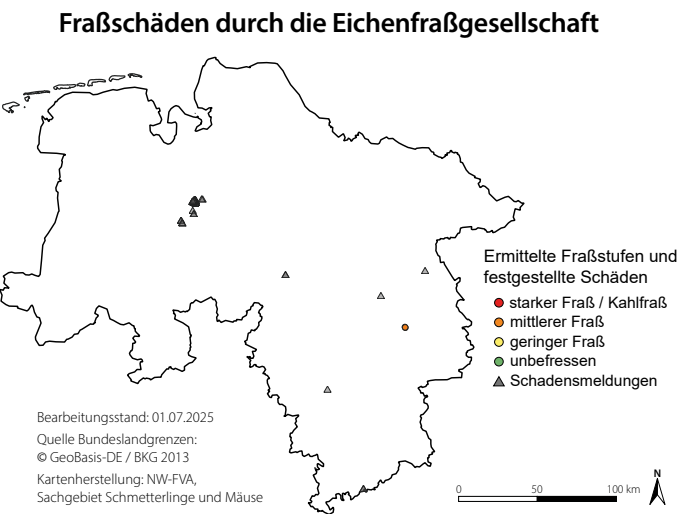 Fraßschäden durch die Eichenfraßgesellschaft
Ermittelte Fraßstufen und
festgestellte Schäden
starker Fraß / Kahlfraß
mittlerer Fraß
geringer Fraß
unbefressen
Schadensmeldungen
Bearbeitungsstand: 01.07.2025
Quelle Bundeslandgrenzen:
© GeoBasis-DE / BKG 2013
Kartenherstellung: NW-FVA,
Sachgebiet Schmetterlinge und Mäuse
0 50 100 km
N